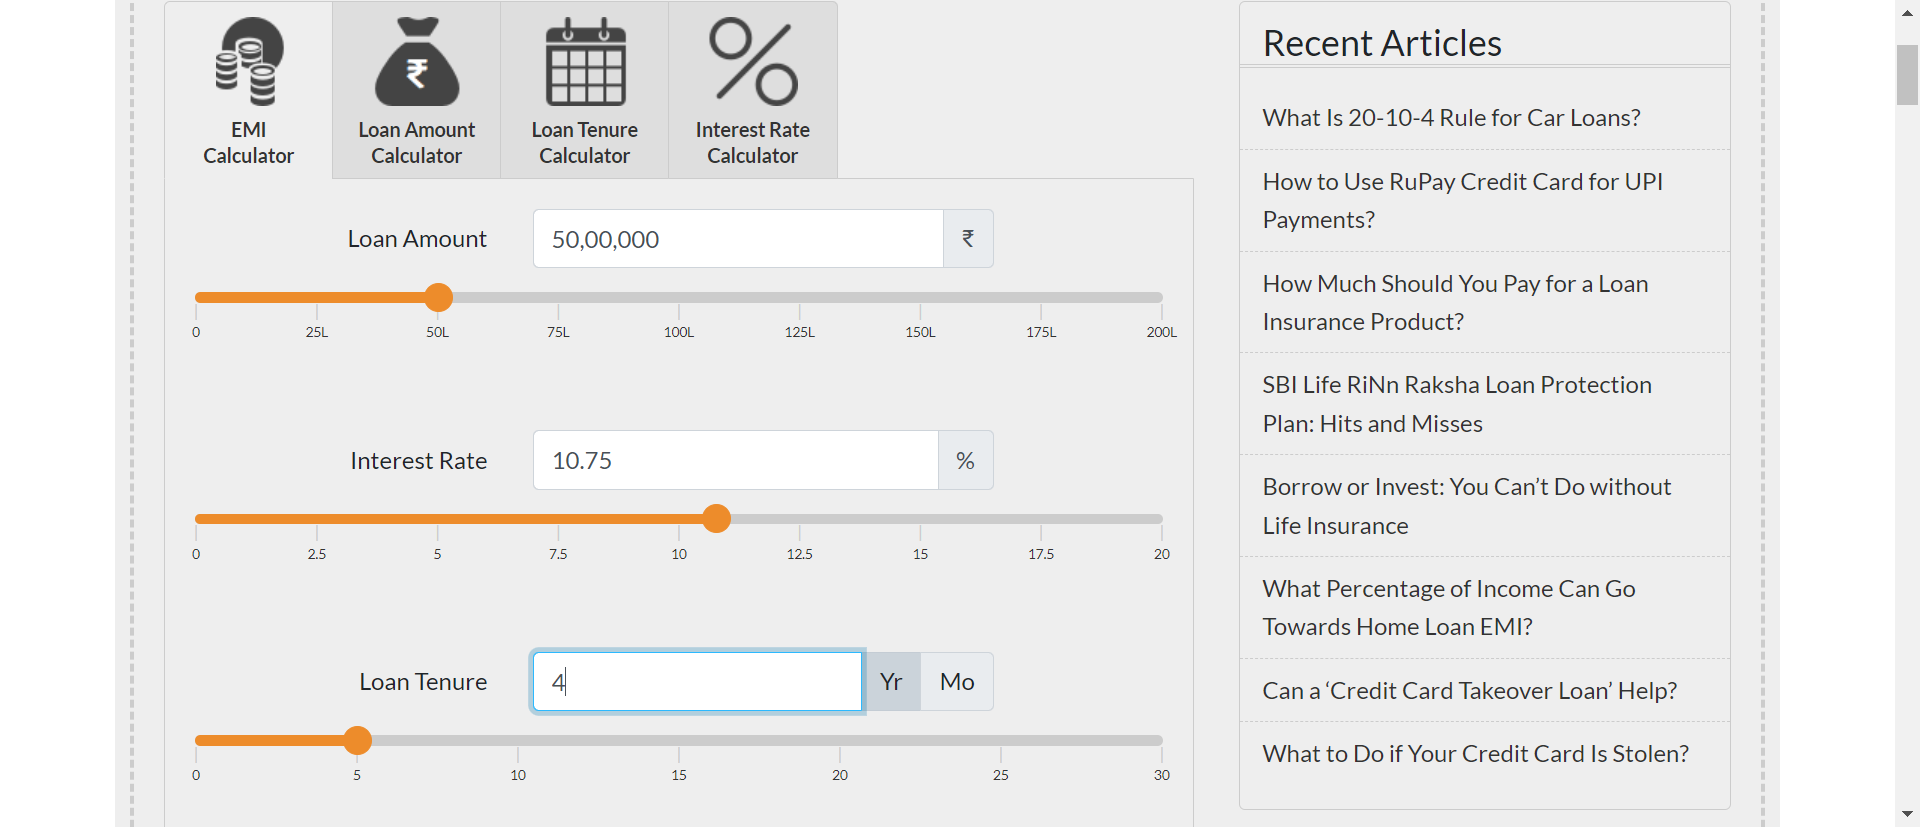 EMI
Calculator
Loan Amount
Calculator
Loan Tenure
Calculator
Interest Rate
Calculator
Loan Amount
50,00,000
₹
0 25L 50L 75L 100L 125L 150L 175L 200L
Interest Rate
10.75
%
0 2.5 5 7.5 10 12.5 15 17.5 20
Loan Tenure
4
Yr Mo
0 5 10 15 20 25 30
Recent Articles
What Is 20-10-4 Rule for Car Loans?
How to Use RuPay Credit Card for UPI
Payments?
How Much Should You Pay for a Loan
Insurance Product?
SBI Life RiNn Raksha Loan Protection
Plan: Hits and Misses
Borrow or Invest: You Can’t Do without
Life Insurance
What Percentage of Income Can Go
Towards Home Loan EMI?
Can a ‘Credit Card Takeover Loan’ Help?
What to Do if Your Credit Card Is Stolen?